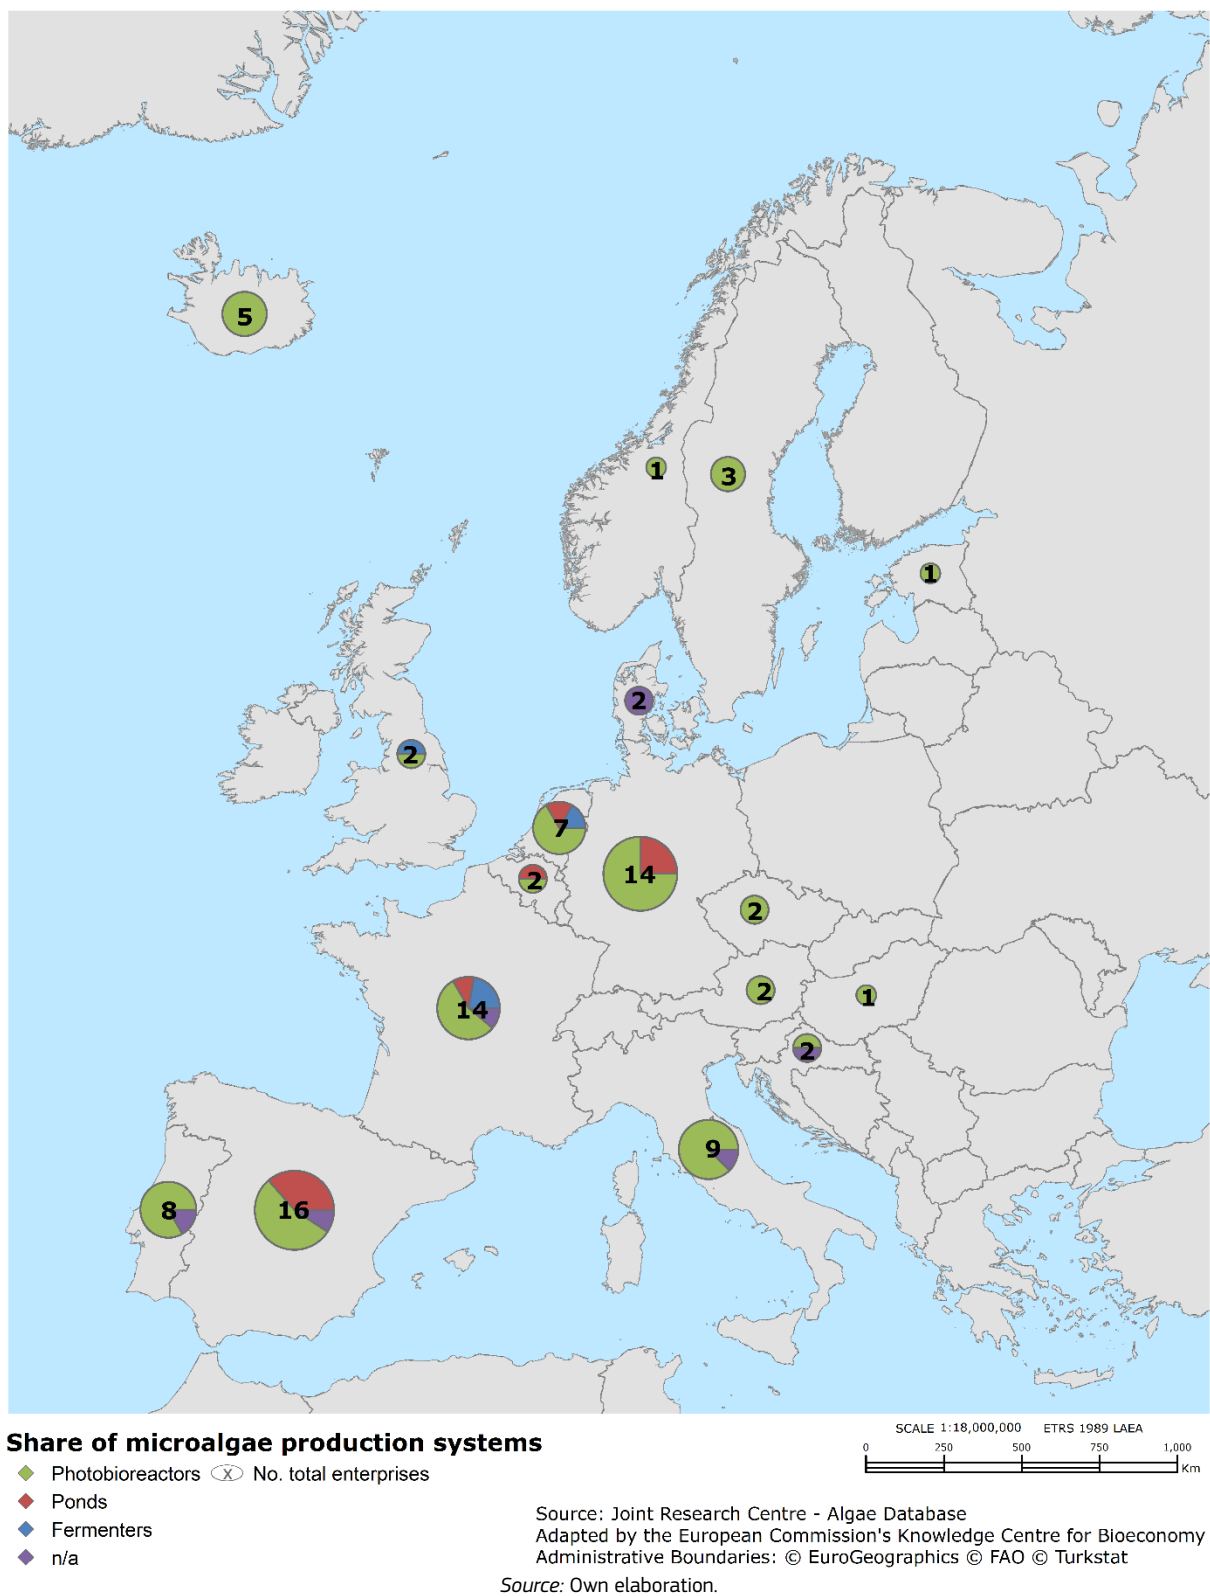 5
1
3
1
2
2
7
14
2
2
2
1
14
2
9
8
16
Share of microalgae production systems
Photobioreactors X No. total enterprises
Ponds
Fermenters
n/a
SCALE 1:18,000,000 ETRS 1989 LAEA
0 250 500 750 1,000
Km
Source: Joint Research Centre - Algae Database
Adapted by the European Commission's Knowledge Centre for Bioeconomy
Administrative Boundaries: © EuroGeographics © FAO © Turkstat
Source: Own elaboration.